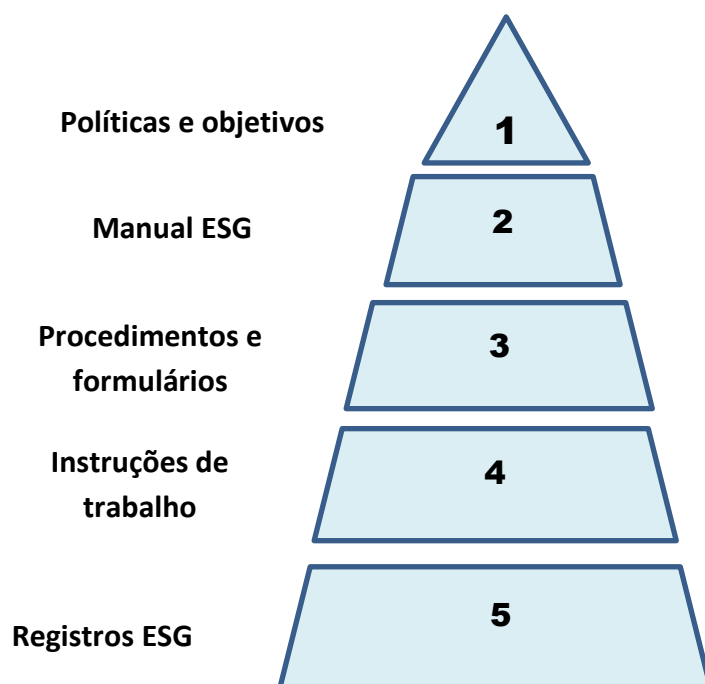 Políticas e objetivos
1
Manual ESG
2
Procedimentos e
formulários
3
Instruções de
trabalho
4
Registros ESG
5